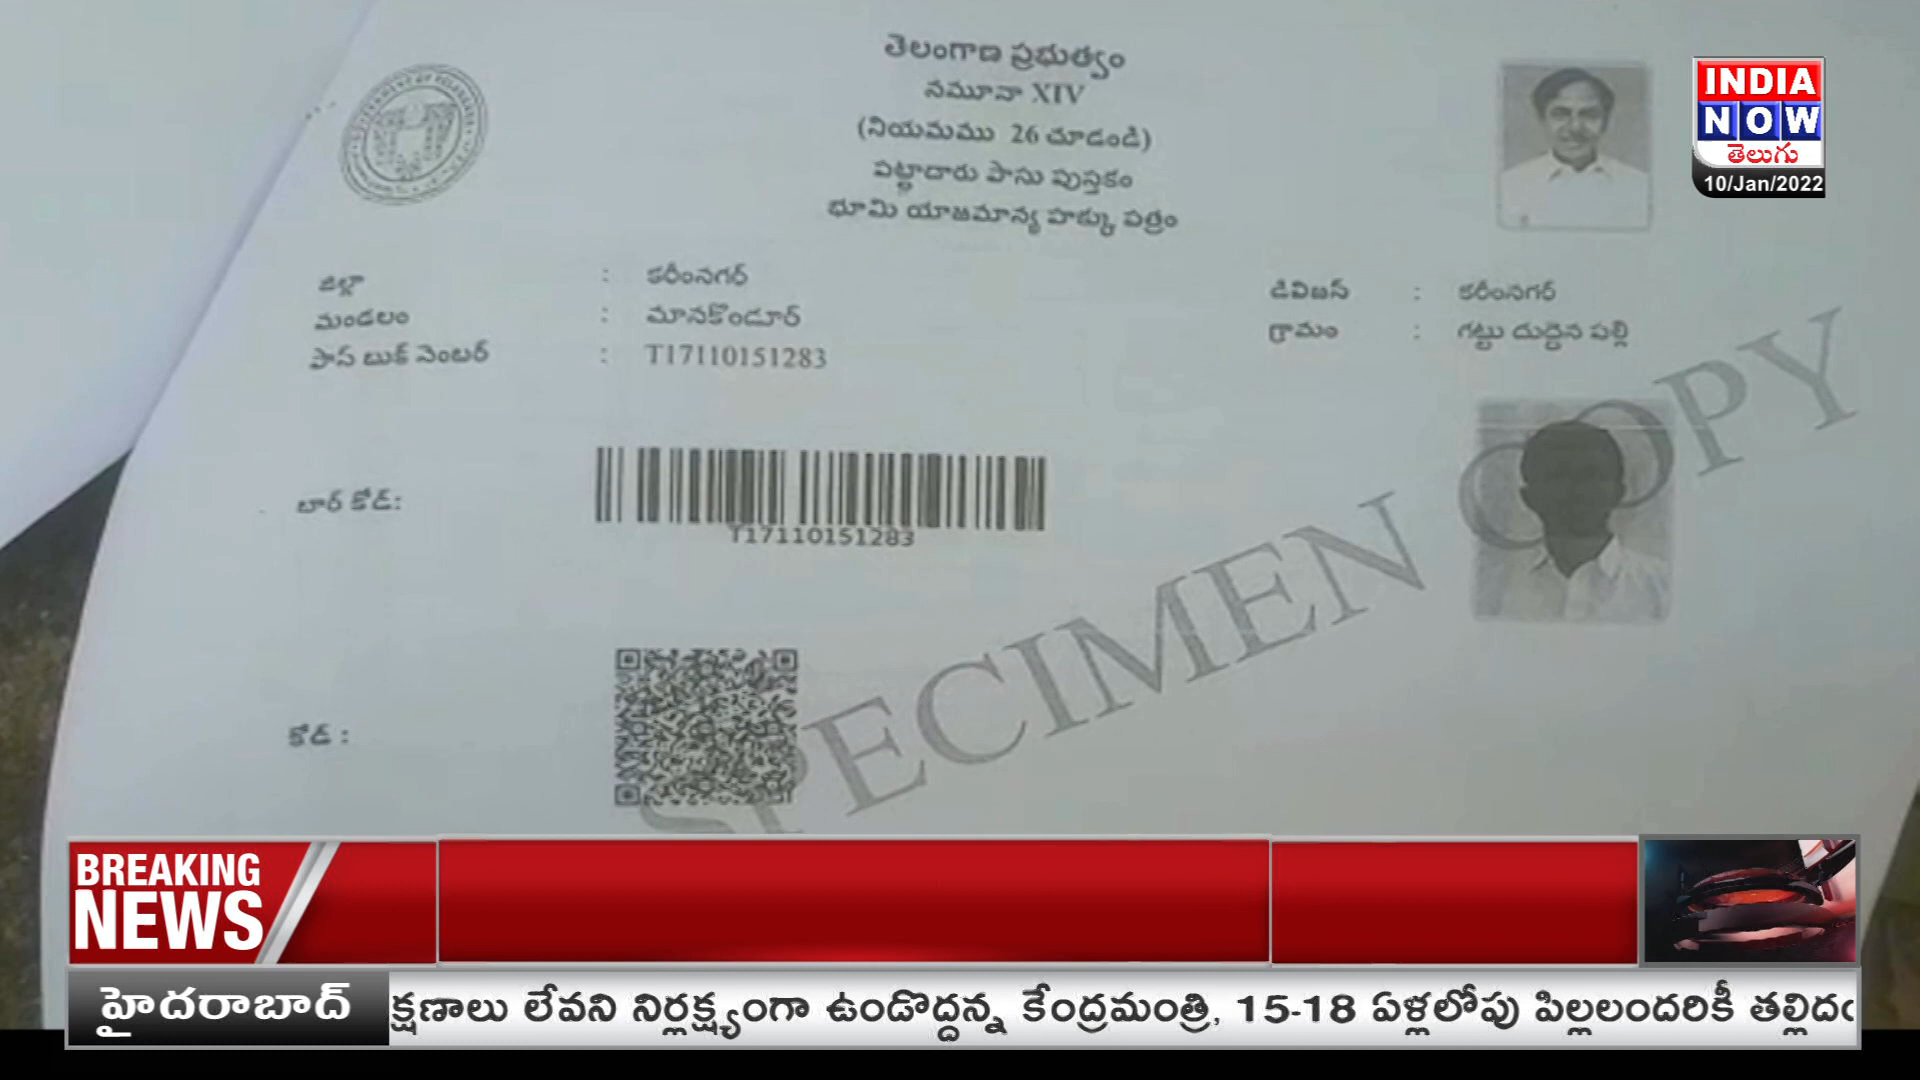 తెలంగాణ ప్రభుత్వం
నమూనా XIV
(నియమము 26 చూడండి)
పట్టాదారు పాసు పుస్తకం
భూమి యాజమాన్య హక్కు పత్రం
INDIA
NOW
తెలుగు
10/Jan/2022
జిల్లా : కరీంనగర్
డివిజన్ : కరీంనగర్
మండలం : మానకొండూర్
గ్రామం : గట్టు దుద్దెన పల్లి
పాస్ బుక్ నెంబర్ : T17110151283
బార్ కోడ్:
T17110151283
కోడ్ :
SPECIMEN COPY
BREAKING
NEWS
హైదరాబాద్
క్షణాలు లేవని నిర్లక్ష్యంగా ఉండొద్దన్న కేంద్రమంత్రి, 15-18 ఏళ్లలోపు పిల్లలందరికీ